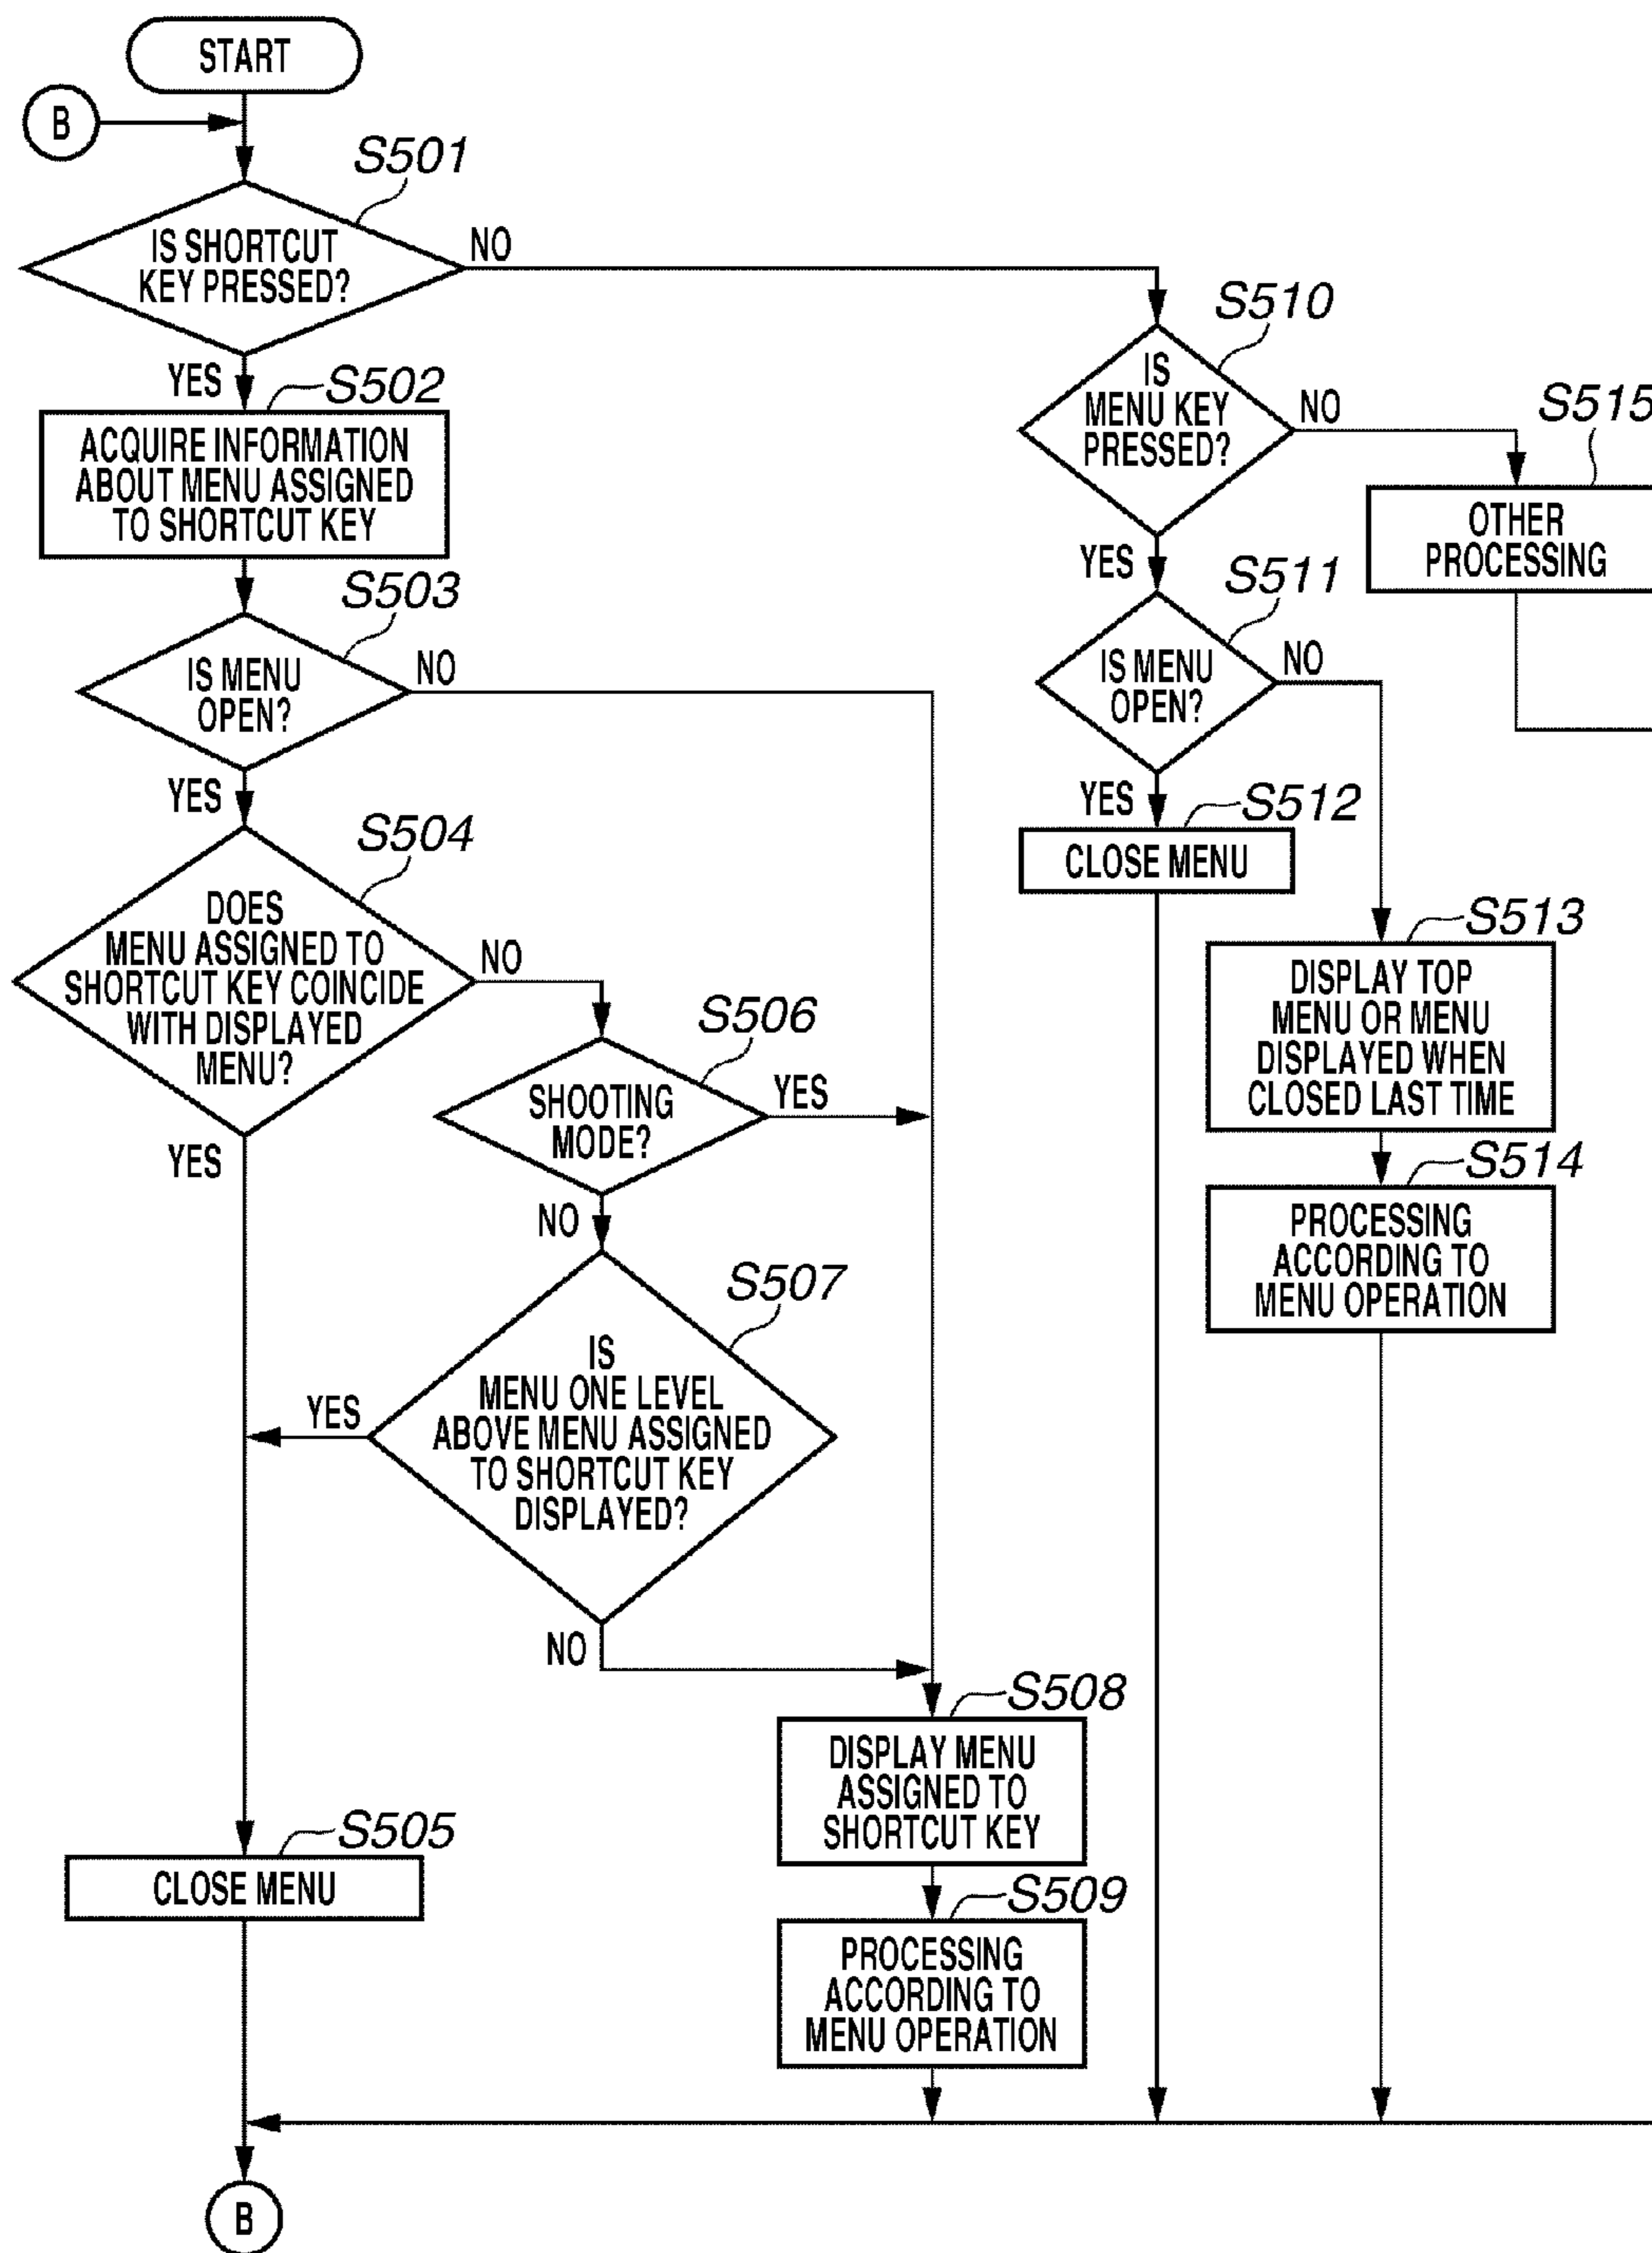 START
B
S501
IS SHORTCUT
KEY PRESSED?
NO
YES
S502
ACQUIRE INFORMATION
ABOUT MENU ASSIGNED
TO SHORTCUT KEY
S503
IS MENU
OPEN?
NO
YES
S504
DOES
MENU ASSIGNED TO
SHORTCUT KEY COINCIDE
WITH DISPLAYED
MENU?
NO
YES
S506
SHOOTING
MODE?
YES
NO
S507
IS
MENU ONE LEVEL
ABOVE MENU ASSIGNED
TO SHORTCUT KEY
DISPLAYED?
YES
NO
S505
CLOSE MENU
S508
DISPLAY MENU
ASSIGNED TO
SHORTCUT KEY
S509
PROCESSING
ACCORDING TO
MENU OPERATION
S510
IS
MENU KEY
PRESSED?
NO
YES
S515
OTHER
PROCESSING
S511
IS MENU
OPEN?
NO
YES
S512
CLOSE MENU
S513
DISPLAY TOP
MENU OR MENU
DISPLAYED WHEN
CLOSED LAST TIME
S514
PROCESSING
ACCORDING TO
MENU OPERATION
B